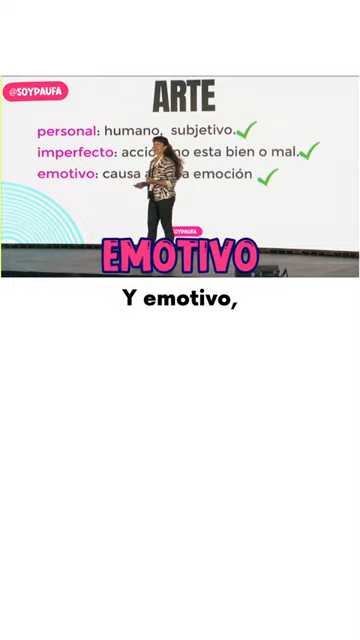 @SOYPAUFA
ARTE
personal: humano, subjetivo.
imperfecto: acción no esta bien o mal.
emotivo: causa emoción
SOYPAUFA
EMOTIVO
Y emotivo,